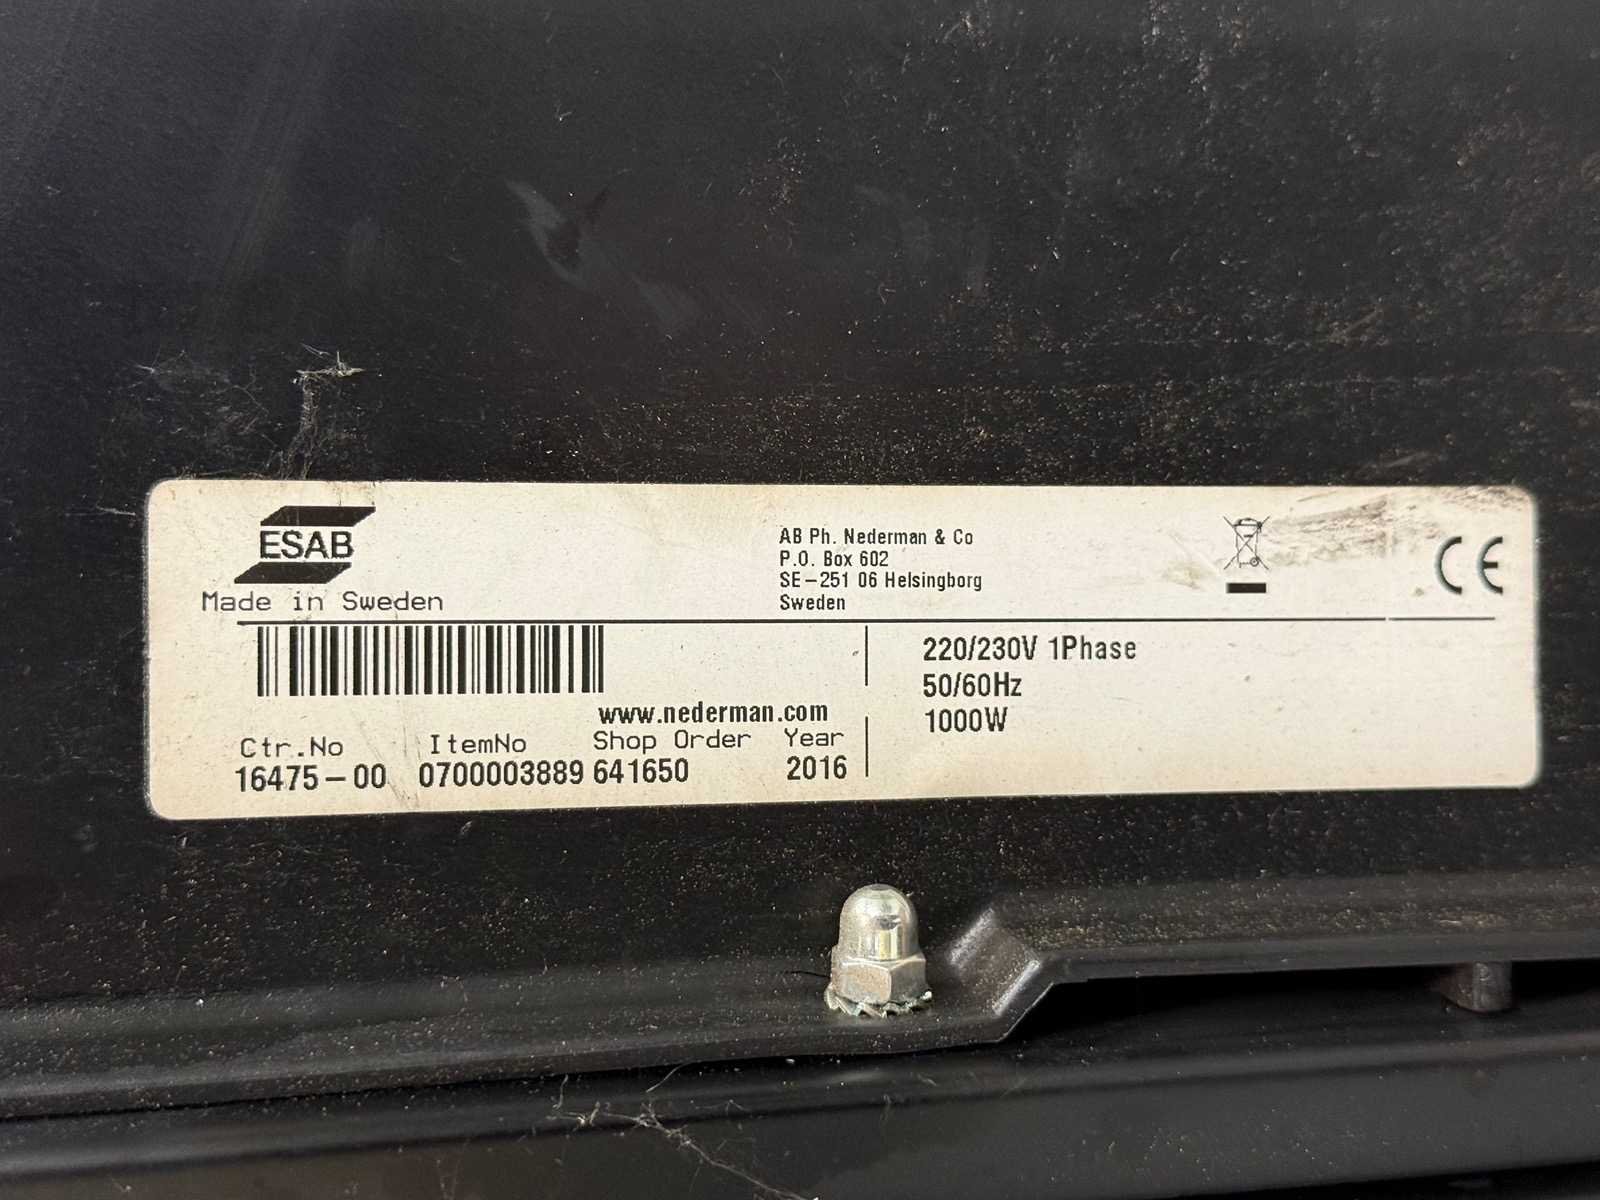 ESAB
Made in Sweden
AB Ph. Nederman & Co
P.O. Box 602
SE-251 06 Helsingborg
Sweden
CE
220/230V 1Phase
50/60Hz
1000W
www.nederman.com
Ctr.No ItemNo Shop Order Year
16475-00 0700003889 641650 2016